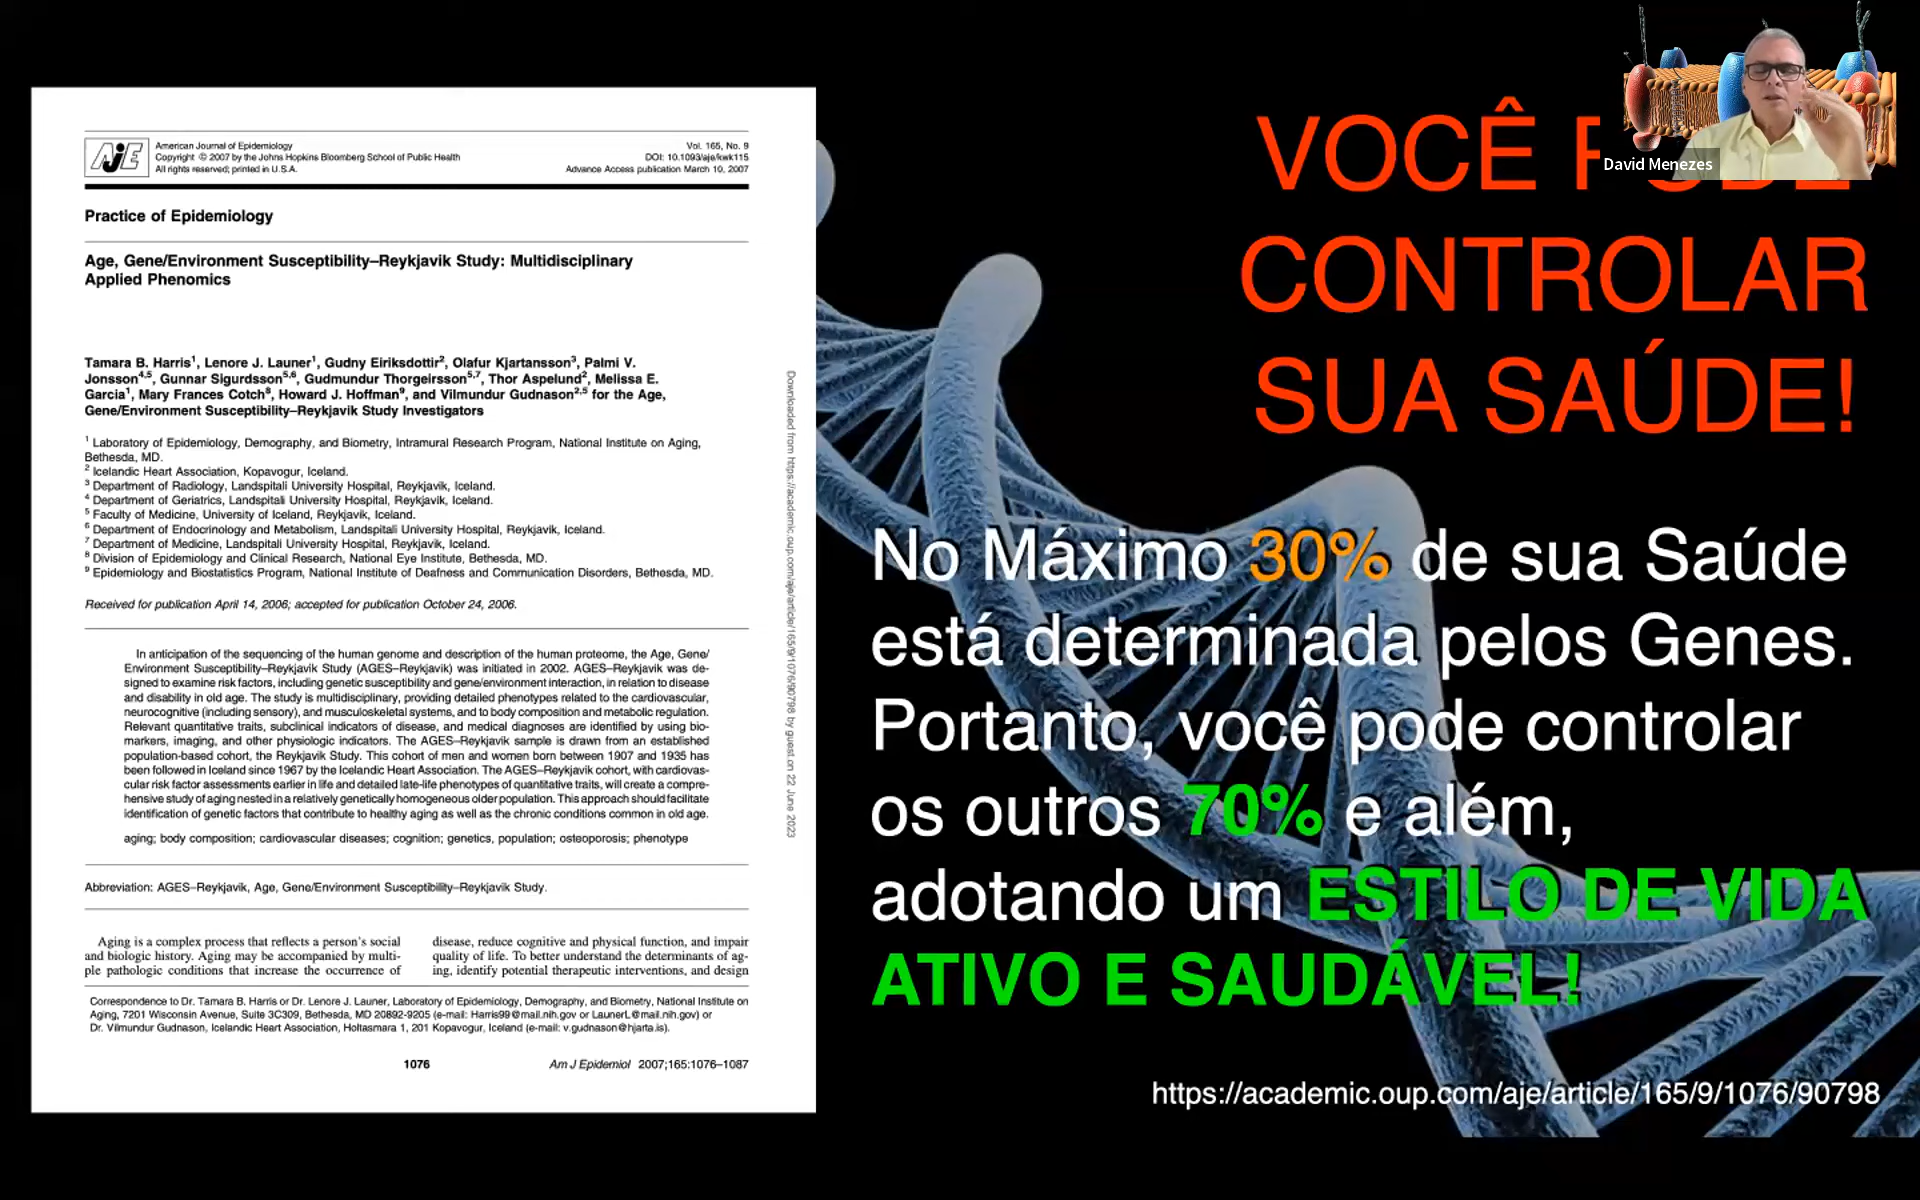 AJE
American Journal of Epidemiology
Copyright © 2007 by the Johns Hopkins Bloomberg School of Public Health
All rights reserved; printed in U.S.A.
Vol. 165, No. 9
DOI: 10.1093/aje/kwk115
Advance Access publication March 10, 2007
Practice of Epidemiology
Age, Gene/Environment Susceptibility–Reykjavik Study: Multidisciplinary
Applied Phenomics
Tamara B. Harris1, Lenore J. Launer1, Gudny Eiriksdottir2, Olafur Kjartansson3, Palmi V.
Jonsson4,5, Gunnar Sigurdsson5,6, Gudmundur Thorgeirsson5,7, Thor Aspelund2, Melissa E.
Garcia1, Mary Frances Cotch8, Howard J. Hoffman9, and Vilmundur Gudnason2,5 for the Age,
Gene/Environment Susceptibility–Reykjavik Study Investigators
1 Laboratory of Epidemiology, Demography, and Biometry, Intramural Research Program, National Institute on Aging,
Bethesda, MD.
2 Icelandic Heart Association, Kopavogur, Iceland.
3 Department of Radiology, Landspitali University Hospital, Reykjavik, Iceland.
4 Department of Geriatrics, Landspitali University Hospital, Reykjavik, Iceland.
5 Faculty of Medicine, University of Iceland, Reykjavik, Iceland.
6 Department of Endocrinology and Metabolism, Landspitali University Hospital, Reykjavik, Iceland.
7 Department of Medicine, Landspitali University Hospital, Reykjavik, Iceland.
8 Division of Epidemiology and Clinical Research, National Eye Institute, Bethesda, MD.
9 Epidemiology and Biostatistics Program, National Institute of Deafness and Communication Disorders, Bethesda, MD.
Received for publication April 14, 2006; accepted for publication October 24, 2006.
In anticipation of the sequencing of the human genome and description of the human proteome, the Age, Gene/
Environment Susceptibility–Reykjavik Study (AGES–Reykjavik) was initiated in 2002. AGES–Reykjavik was de-
signed to examine risk factors, including genetic susceptibility and gene/environment interaction, in relation to disease
and disability in old age. The study is multidisciplinary, providing detailed phenotypes related to the cardiovascular,
neurocognitive (including sensory), and musculoskeletal systems, and to body composition and metabolic regulation.
Relevant quantitative traits, subclinical indicators of disease, and medical diagnoses are identified by using bio-
markers, imaging, and other physiologic indicators. The AGES–Reykjavik sample is drawn from an established
population-based cohort, the Reykjavik Study. This cohort of men and women born between 1907 and 1935 has
been followed in Iceland since 1967 by the Icelandic Heart Association. The AGES–Reykjavik cohort, with cardiovas-
cular risk factor assessments earlier in life and detailed late-life phenotypes of quantitative traits, will create a compre-
hensive study of aging nested in a relatively genetically homogeneous older population. This approach should facilitate
identification of genetic factors that contribute to healthy aging as well as the chronic conditions common in old age.
aging; body composition; cardiovascular diseases; cognition; genetics, population; osteoporosis; phenotype
Abbreviation: AGES–Reykjavik, Age, Gene/Environment Susceptibility–Reykjavik Study.
Aging is a complex process that reflects a person's social
and biologic history. Aging may be accompanied by multi-
ple pathologic conditions that increase the occurrence of
disease, reduce cognitive and physical function, and impair
quality of life. To better understand the determinants of ag-
ing, identify potential therapeutic interventions, and design
Correspondence to Dr. Tamara B. Harris or Dr. Lenore J. Launer, Laboratory of Epidemiology, Demography, and Biometry, National Institute on
Aging, 7201 Wisconsin Avenue, Suite 3C309, Bethesda, MD 20892-9205 (e-mail: Harris99@mail.nih.gov or LaunerL@mail.nih.gov) or
Dr. Vilmundur Gudnason, Icelandic Heart Association, Holtasmara 1, 201 Kopavogur, Iceland (e-mail: v.gudnason@hjarta.is).
1076
Am J Epidemiol 2007;165:1076–1087
Downloaded from https://academic.oup.com/aje/article/165/9/1076/90798 by guest on 22 June 2023
David Menezes
VOCÊ PODE
CONTROLAR
SUA SAÚDE!
No Máximo 30% de sua Saúde
está determinada pelos Genes.
Portanto, você pode controlar
os outros 70% e além,
adotando um ESTILO DE VIDA
ATIVO E SAUDÁVEL!
https://academic.oup.com/aje/article/165/9/1076/90798